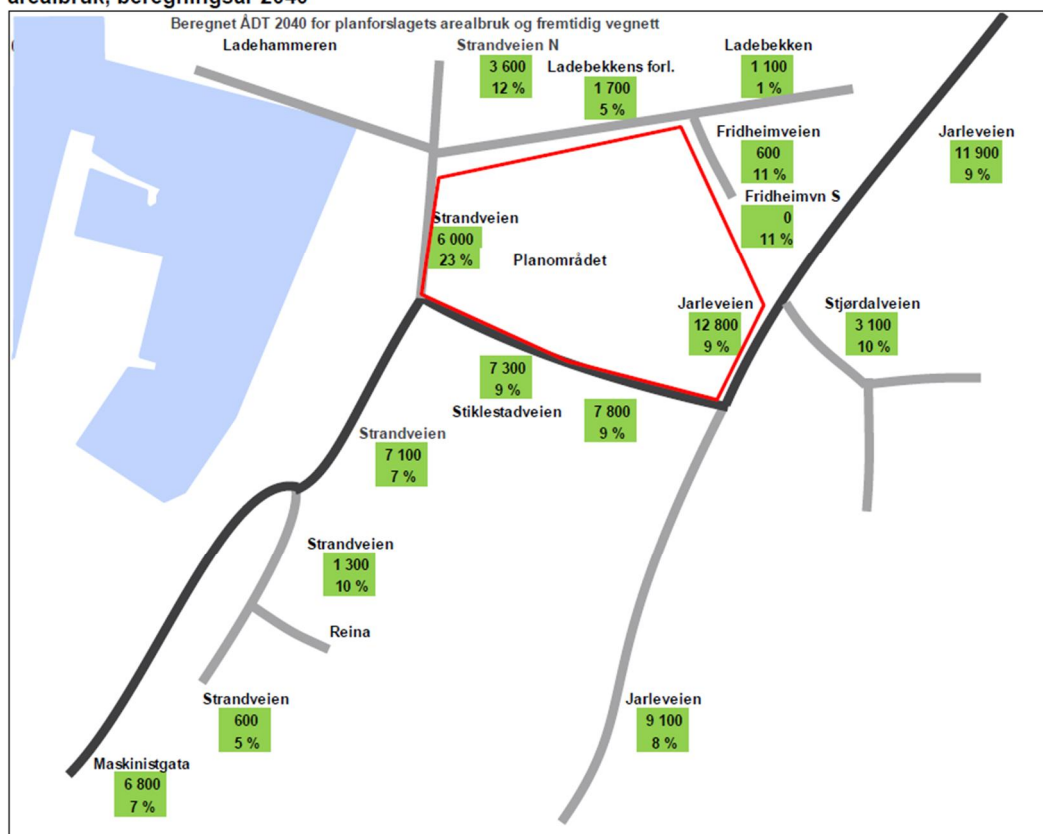 arealbruk, beregningsår 2040
Beregnet ÅDT 2040 for planforslagets arealbruk og fremtidig vegnett
Ladehammeren
Strandveien N
3 600
12 %
Ladebekkens forl.
1 700
5 %
Ladebekken
1 100
1 %
Fridheimveien
600
11 %
Fridheimvn S
0
11 %
Jarleveien
11 900
9 %
Strandveien
6 000
23 %
Planområdet
Jarleveien
12 800
9 %
Stjørdalveien
3 100
10 %
7 300
9 %
Stiklestadveien
7 800
9 %
Strandveien
7 100
7 %
Strandveien
1 300
10 %
Reina
Strandveien
600
5 %
Jarleveien
9 100
8 %
Maskinistgata
6 800
7 %